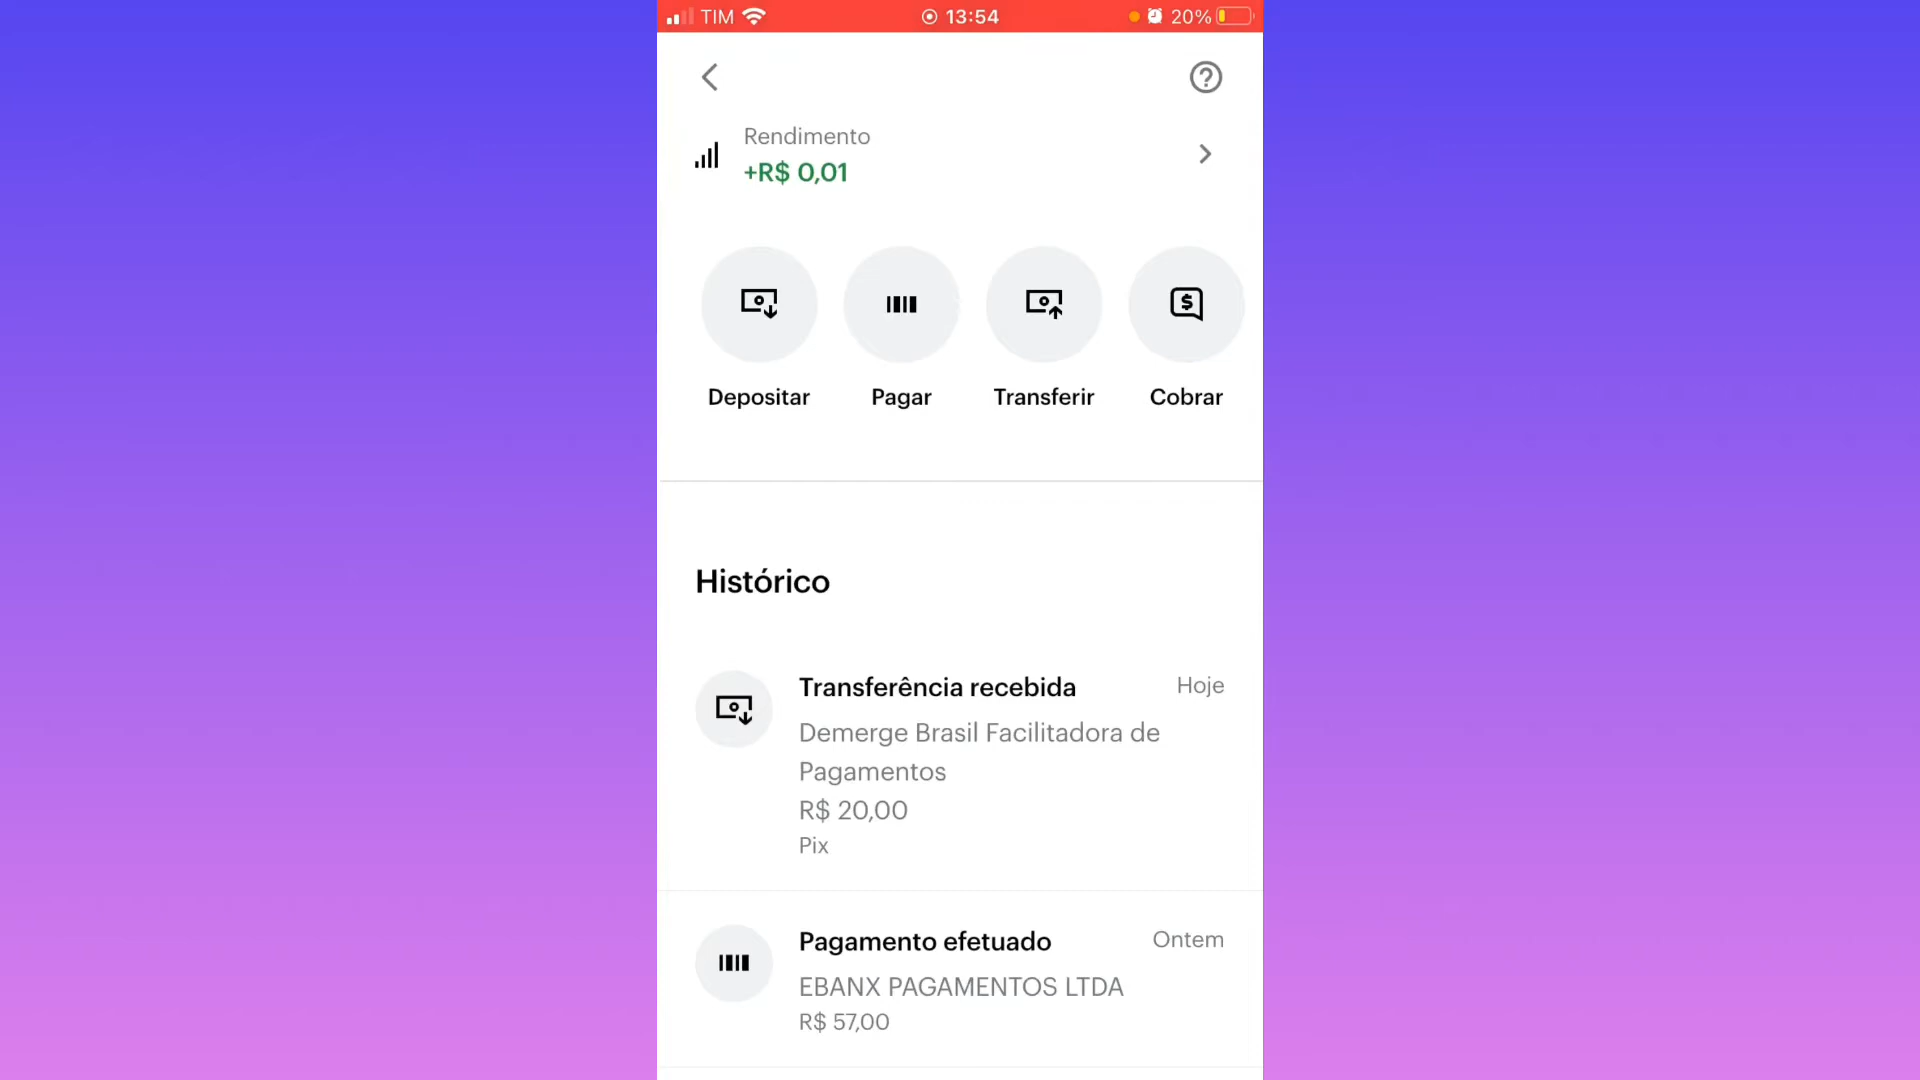 TIM 13:54 20%
Rendimento
+R$ 0,01
Depositar Pagar Transferir Cobrar
Histórico
Transferência recebida Hoje
Demerge Brasil Facilitadora de
Pagamentos
R$ 20,00
Pix
Pagamento efetuado Ontem
EBANX PAGAMENTOS LTDA
R$ 57,00